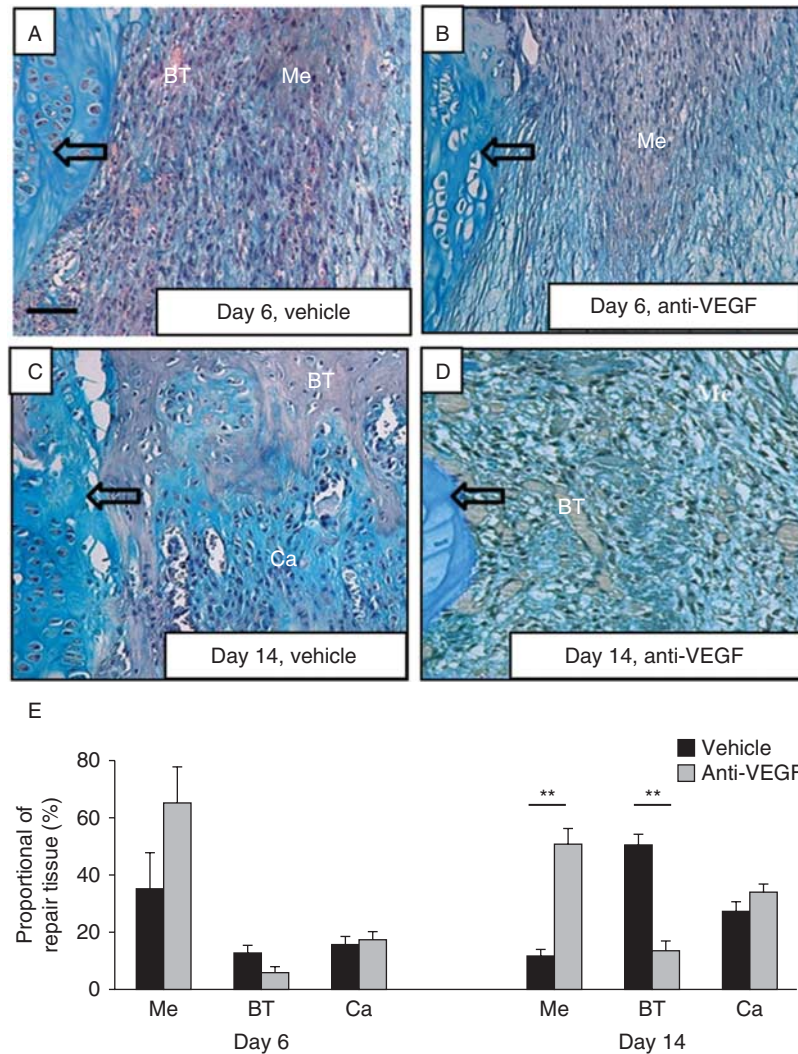 A
BT
Me
Day 6, vehicle
B
Me
Day 6, anti-VEGF
C
BT
Ca
Day 14, vehicle
D
Me
BT
Day 14, anti-VEGF
E
Proportional of
repair tissue (%)
80
60
40
20
0
Vehicle
Anti-VEGF
** **
Me BT Ca Me BT Ca
Day 6 Day 14